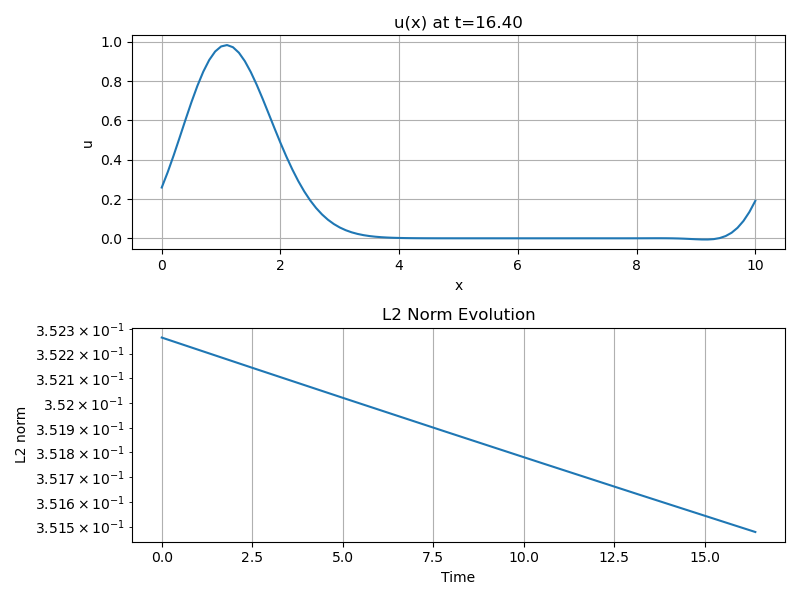 u(x) at t=16.40
1.0
0.8
0.6
0.4
0.2
0.0
u
0 2 4 6 8 10
x
L2 Norm Evolution
3.523 × 10⁻¹
3.522 × 10⁻¹
3.521 × 10⁻¹
3.52 × 10⁻¹
3.519 × 10⁻¹
3.518 × 10⁻¹
3.517 × 10⁻¹
3.516 × 10⁻¹
3.515 × 10⁻¹
L2 norm
0.0 2.5 5.0 7.5 10.0 12.5 15.0
Time